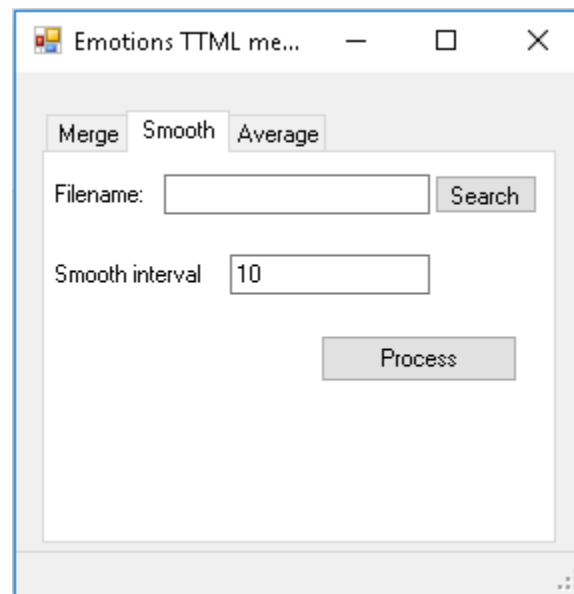 Emotions TTML me...
Merge Smooth Average
Filename: Search
Smooth interval 10
Process